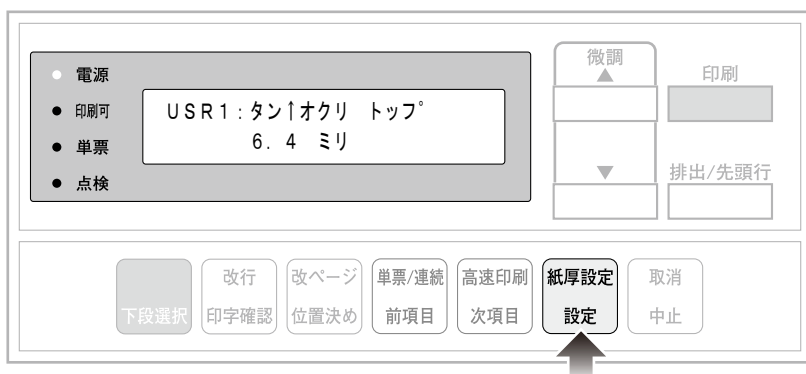 微調
電源
印刷
印刷可
USR1:タン↑オクリ トップ゜
6.4 ミリ
単票
点検
排出/先頭行
改行
改ページ
単票/連続
高速印刷
紙厚設定
取消
下段選択
印字確認
位置決め
前項目
次項目
設定
中止